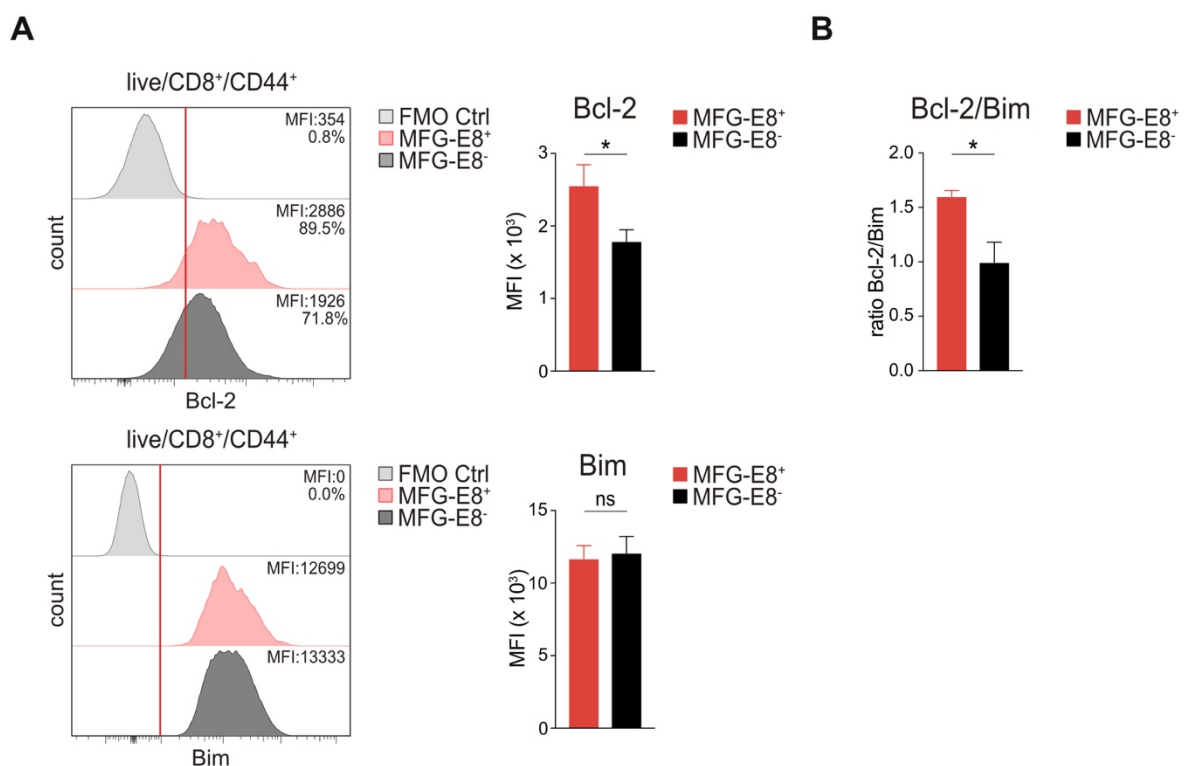 A
live/CD8⁺/CD44⁺
MFI:354
0.8%
MFI:2886
89.5%
MFI:1926
71.8%
count
Bcl-2
FMO Ctrl
MFG-E8⁺
MFG-E8⁻
Bcl-2
MFG-E8⁺
MFG-E8⁻
*
3
2
1
0
MFI (x 10³)
B
Bcl-2/Bim
MFG-E8⁺
MFG-E8⁻
*
2.0
1.5
1.0
0.5
0.0
ratio Bcl-2/Bim
live/CD8⁺/CD44⁺
MFI:0
0.0%
MFI:12699
MFI:13333
count
Bim
FMO Ctrl
MFG-E8⁺
MFG-E8⁻
Bim
MFG-E8⁺
MFG-E8⁻
ns
15
10
5
0
MFI (x 10³)